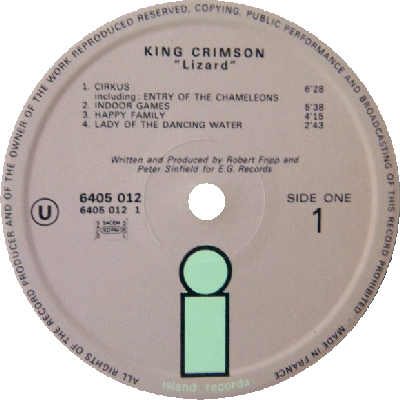 ALL RIGHTS OF THE RECORD PRODUCER AND OF THE OWNER OF THE WORK REPRODUCED RESERVED, COPYING, PUBLIC PERFORMANCE AND BROADCASTING OF THIS RECORD PROHIBITED - MADE IN FRANCE
KING CRIMSON
"Lizard"
1. CIRKUS 6'28
including: ENTRY OF THE CHAMELEONS
2. INDOOR GAMES 5'38
3. HAPPY FAMILY 4'15
4. LADY OF THE DANCING WATER 2'43
Written and Produced by Robert Fripp and
Peter Sinfield for E.G. Records
U
6405 012
6405 012 1
SACEM
SIDE ONE
1
island records